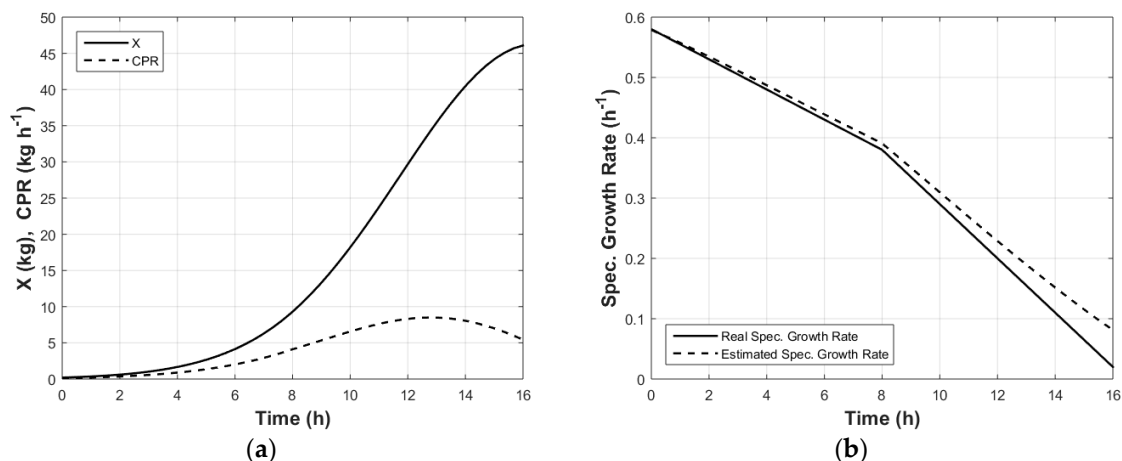 50
45
40
35
30
25
20
15
10
5
0
X (kg), CPR (kg h⁻¹)
X
CPR
0 2 4 6 8 10 12 14 16
Time (h)
(a)
0.6
0.5
0.4
0.3
0.2
0.1
0
Spec. Growth Rate (h⁻¹)
Real Spec. Growth Rate
Estimated Spec. Growth Rate
0 2 4 6 8 10 12 14 16
Time (h)
(b)